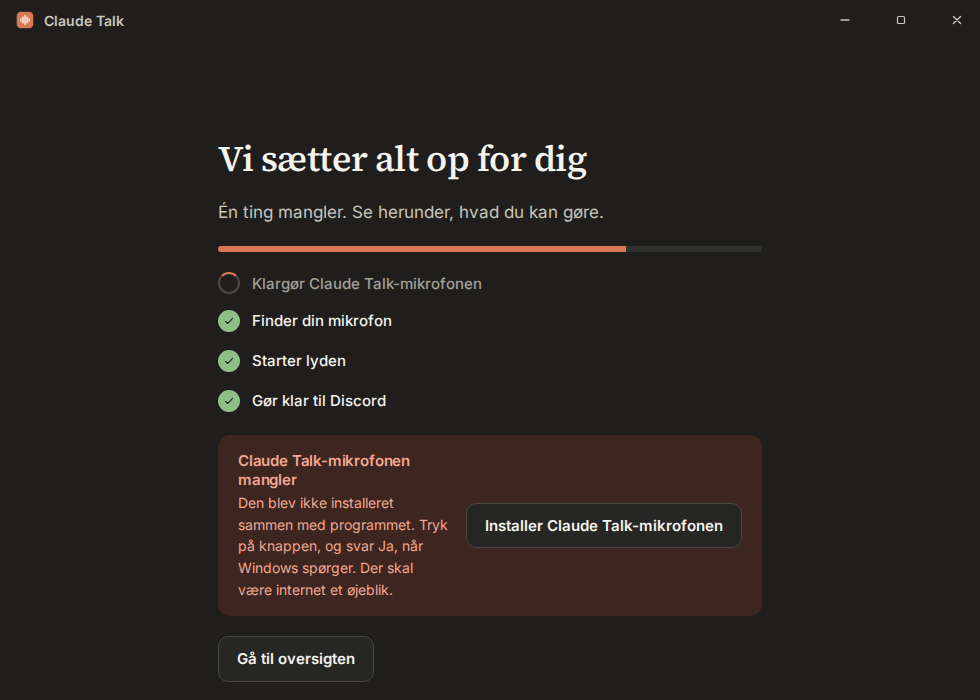 Claude Talk
Vi sætter alt op for dig
Én ting mangler. Se herunder, hvad du kan gøre.
Klargør Claude Talk-mikrofonen
Finder din mikrofon
Starter lyden
Gør klar til Discord
Claude Talk-mikrofonen
mangler
Den blev ikke installeret
sammen med programmet. Tryk
på knappen, og svar Ja, når
Windows spørger. Der skal
være internet et øjeblik.
Installer Claude Talk-mikrofonen
Gå til oversigten